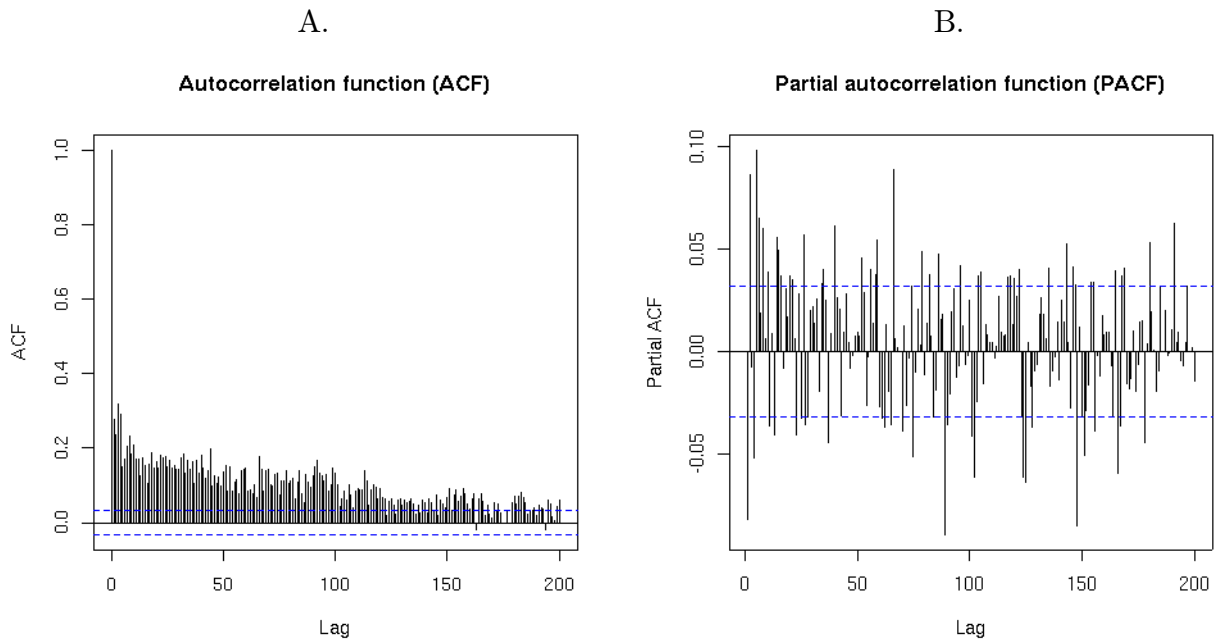 A.
Autocorrelation function (ACF)
1.0
0.8
0.6
0.4
0.2
0.0
ACF
0 50 100 150 200
Lag
B.
Partial autocorrelation function (PACF)
0.10
0.05
0.00
-0.05
Partial ACF
0 50 100 150 200
Lag